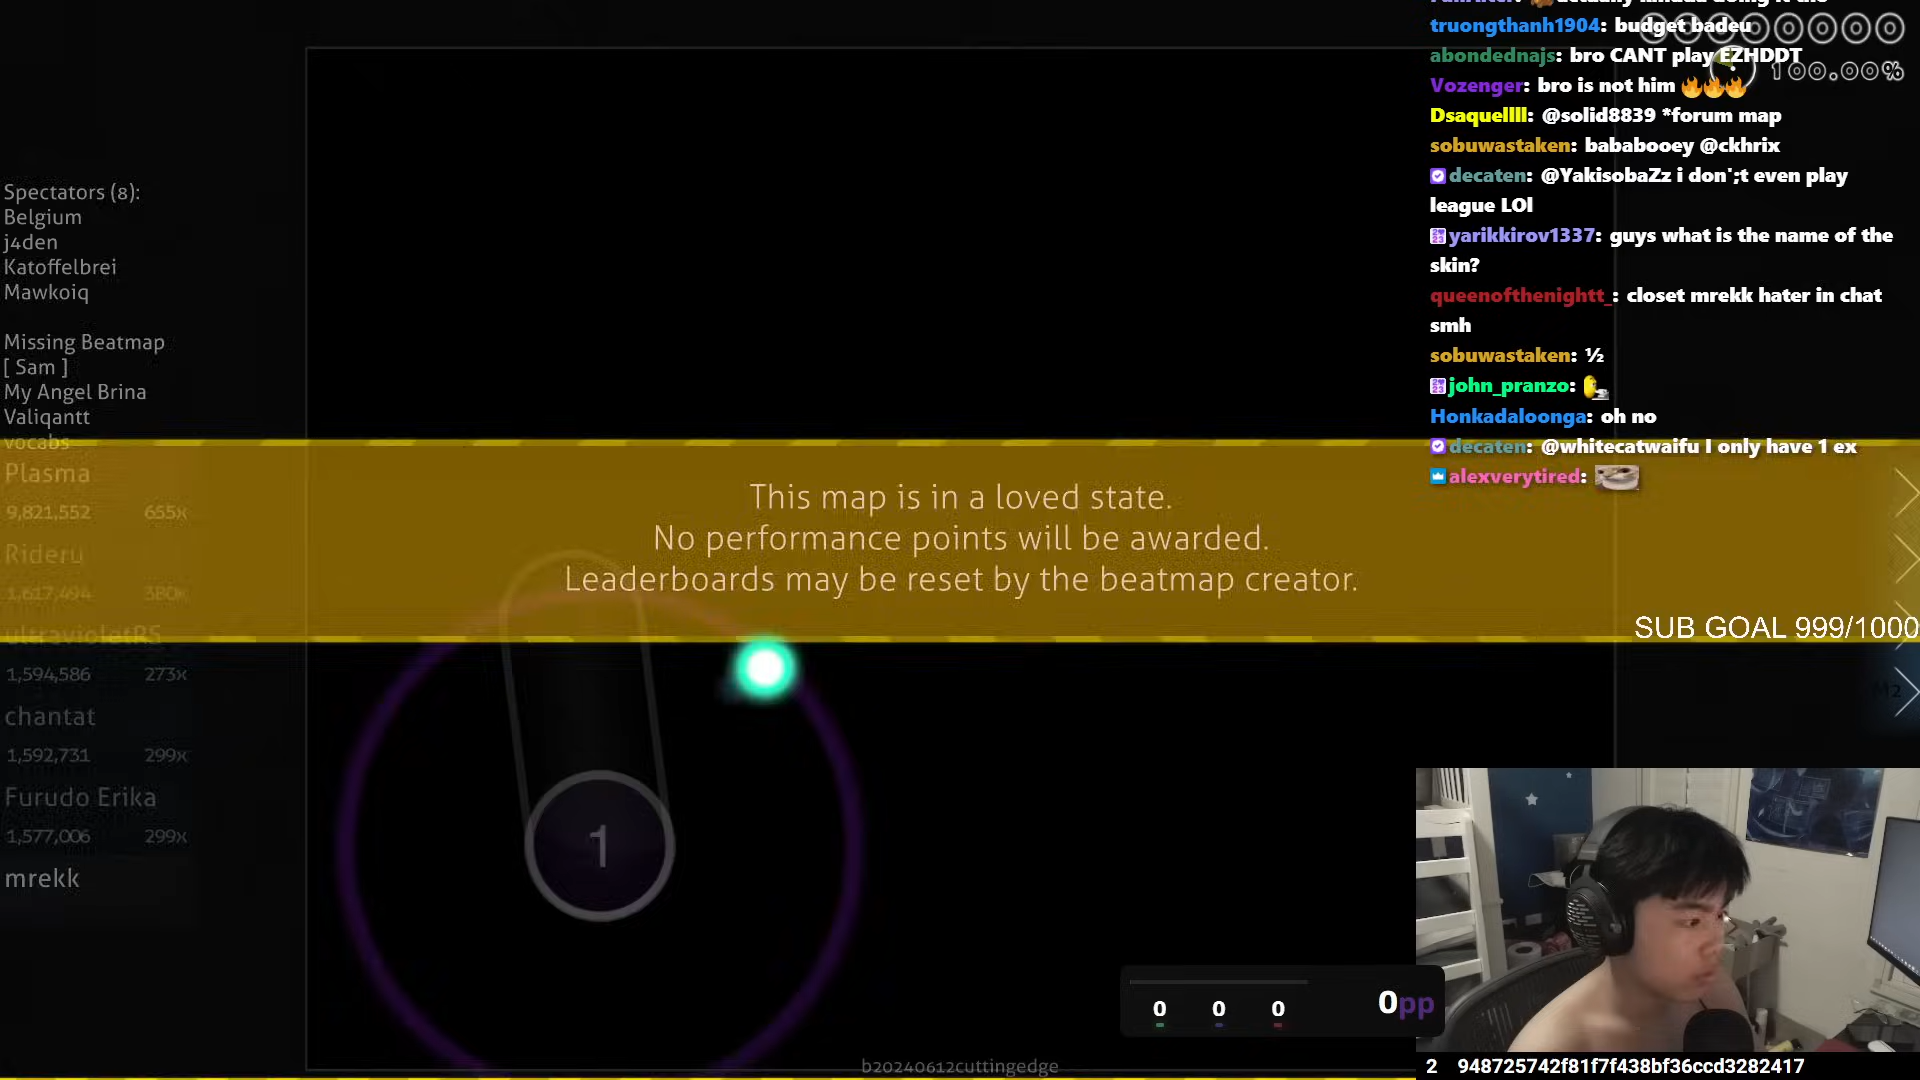 truongthanh1904: budget badeu
abondednajs: bro CANT play EZHDDT
100.00%
Vozenger: bro is not him 🔥🔥🔥
Dsaquellll: @solid8839 *forum map
sobuwastaken: bababooey @ckhrix
decaten: @YakisobaZz i don';t even play
league LOl
yarikkirov1337: guys what is the name of the
skin?
queenofthenightt_: closet mrekk hater in chat
smh
sobuwastaken: ½
john_pranzo:
Honkadaloonga: oh no
decaten: @whitecatwaifu I only have 1 ex
alexverytired:
Spectators (8):
Belgium
j4den
Katoffelbrei
Mawkoiq
Missing Beatmap
[ Sam ]
My Angel Brina
Valiqantt
vocabs
Plasma
9,821,552 655x
Rideru
1,617,494 380x
ultravioletBS
1,594,586 273x
chantat
1,592,731 299x
Furudo Erika
1,577,006 299x
mrekk
This map is in a loved state.
No performance points will be awarded.
Leaderboards may be reset by the beatmap creator.
SUB GOAL 999/1000
M2
1
0 0 0 0pp
b20240612cuttingedge
2 948725742f81f7f438bf36ccd3282417